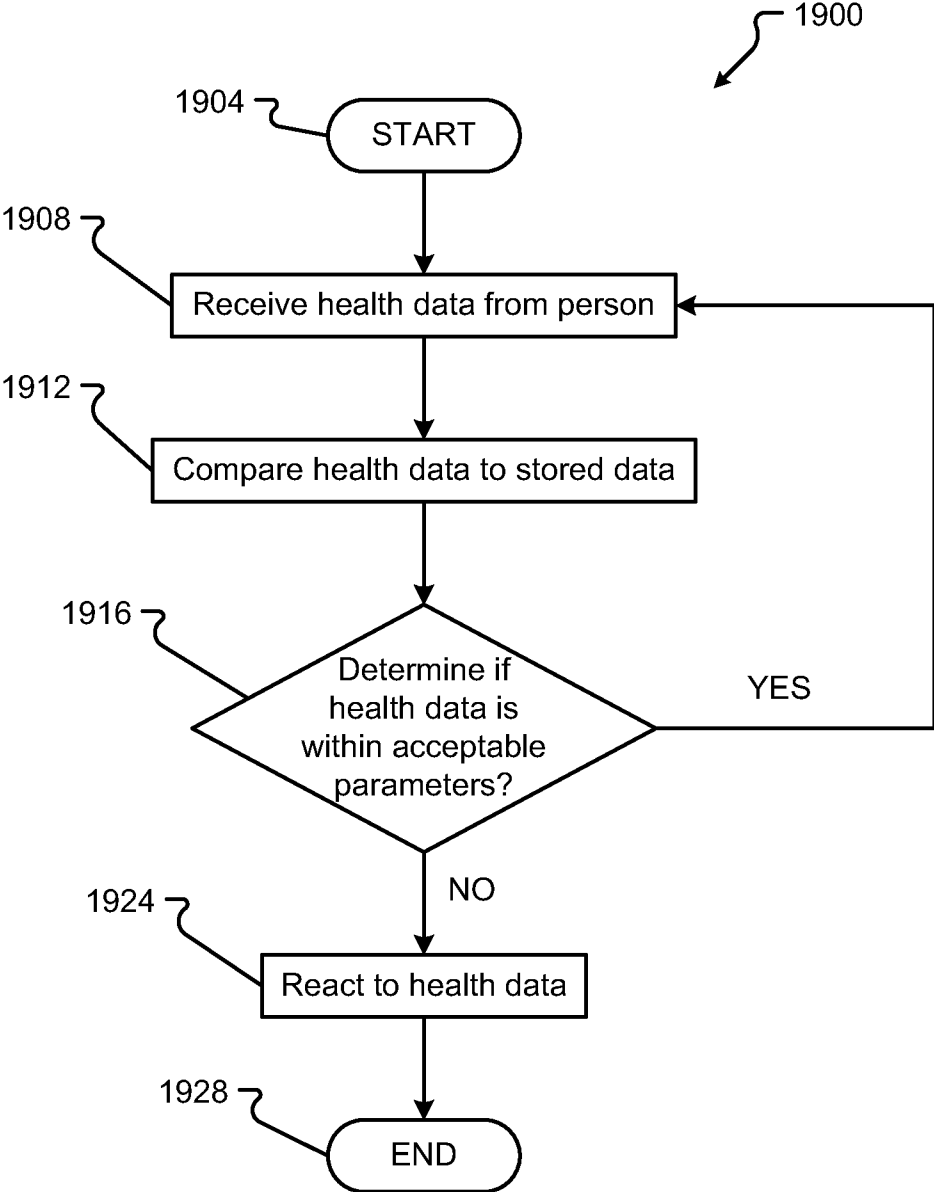 1900
1904
START
1908
Receive health data from person
1912
Compare health data to stored data
1916
Determine if
health data is
within acceptable
parameters?
YES
NO
1924
React to health data
1928
END